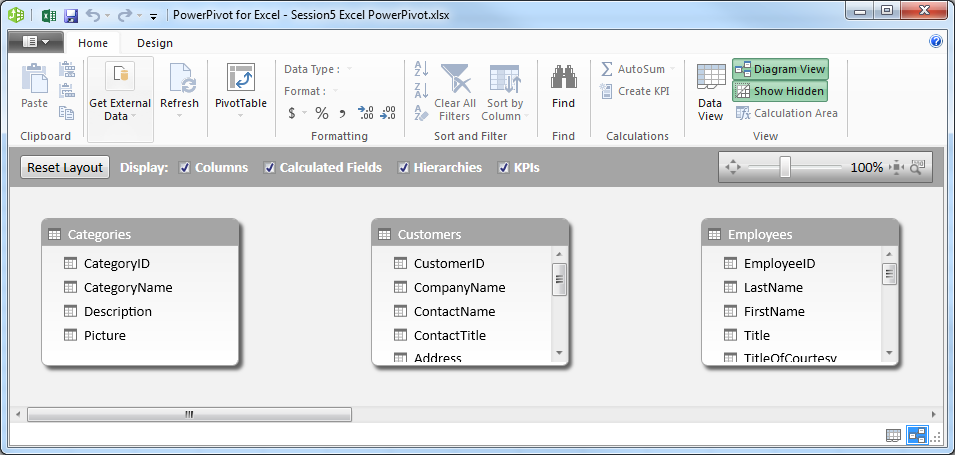 PowerPivot for Excel - Session5 Excel PowerPivot.xlsx
Home Design
Paste
Clipboard
Get External
Data
Refresh
PivotTable
Data Type :
Format :
$ % , .00 .00
Formatting
Clear All
Filters
Sort by
Column
Sort and Filter
Find
Find
AutoSum
Create KPI
Calculations
Data
View
Diagram View
Show Hidden
Calculation Area
View
Reset Layout Display: Columns Calculated Fields Hierarchies KPIs 100%
Categories
CategoryID
CategoryName
Description
Picture
Customers
CustomerID
CompanyName
ContactName
ContactTitle
Address
Employees
EmployeeID
LastName
FirstName
Title
TitleOfCourtesy